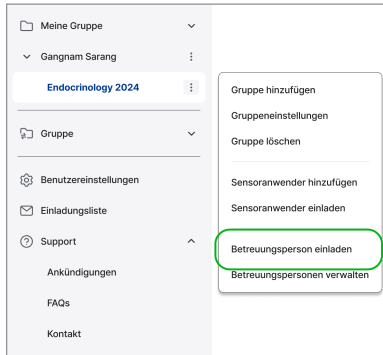 Meine Gruppe
Gangnam Sarang
Endocrinology 2024
Gruppe
Benutzereinstellungen
Einladungsliste
Support
Ankündigungen
FAQs
Kontakt
Gruppe hinzufügen
Gruppeneinstellungen
Gruppe löschen
Sensoranwender hinzufügen
Sensoranwender einladen
Betreuungsperson einladen
Betreuungspersonen verwalten